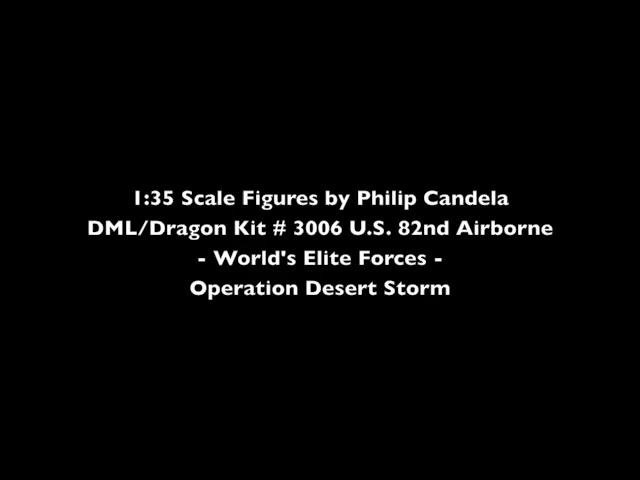 1:35 Scale Figures by Philip Candela
DML/Dragon Kit # 3006 U.S. 82nd Airborne
- World's Elite Forces -
Operation Desert Storm